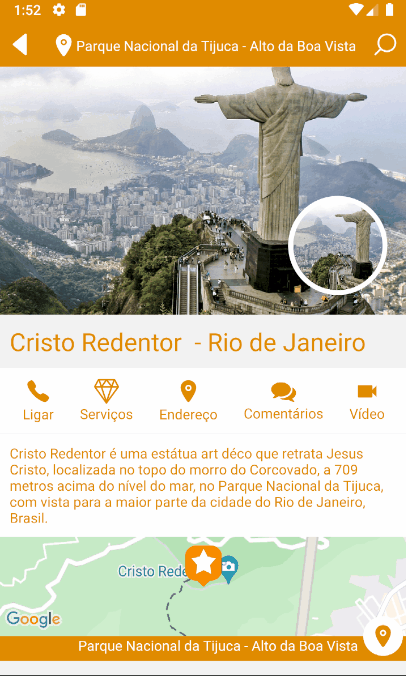 1:52
Parque Nacional da Tijuca - Alto da Boa Vista
Cristo Redentor - Rio de Janeiro
Ligar
Serviços
Endereço
Comentários
Vídeo
Cristo Redentor é uma estátua art déco que retrata Jesus
Cristo, localizada no topo do morro do Corcovado, a 709
metros acima do nível do mar, no Parque Nacional da Tijuca,
com vista para a maior parte da cidade do Rio de Janeiro,
Brasil.
Cristo Rede
Google
Parque Nacional da Tijuca - Alto da Boa Vista